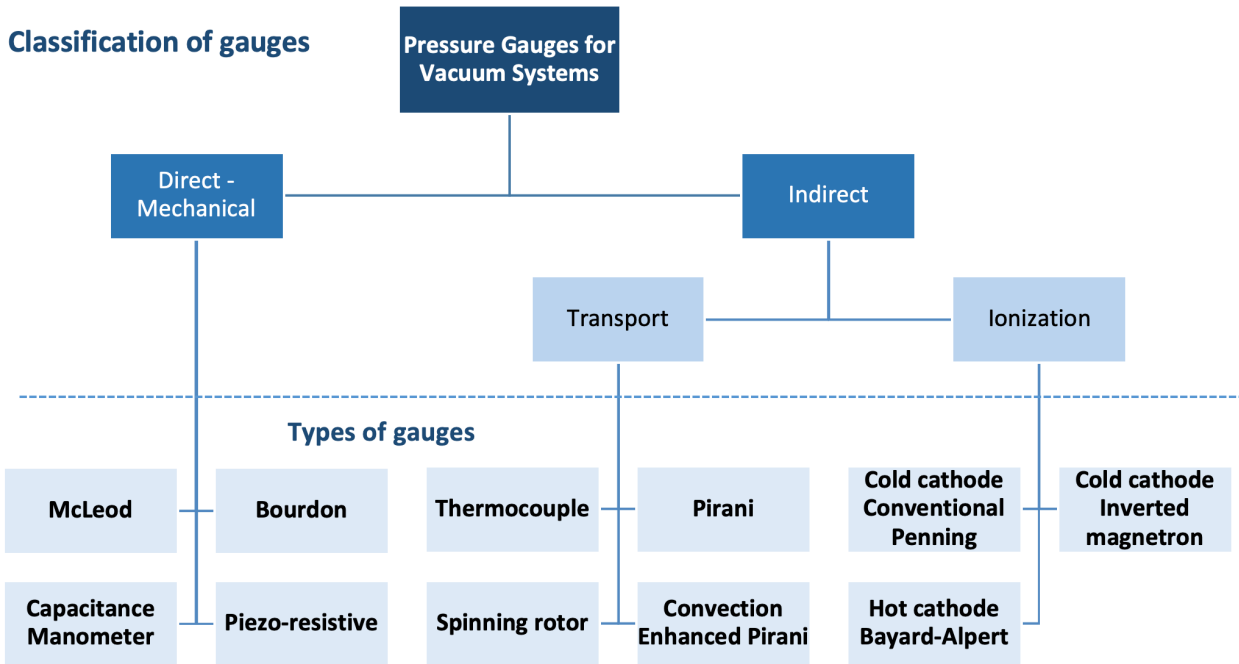 Classification of gauges
Pressure Gauges for
Vacuum Systems
Direct -
Mechanical
Indirect
Transport
Ionization
Types of gauges
McLeod
Bourdon
Thermocouple
Pirani
Cold cathode
Conventional
Penning
Cold cathode
Inverted
magnetron
Capacitance
Manometer
Piezo-resistive
Spinning rotor
Convection
Enhanced Pirani
Hot cathode
Bayard-Alpert